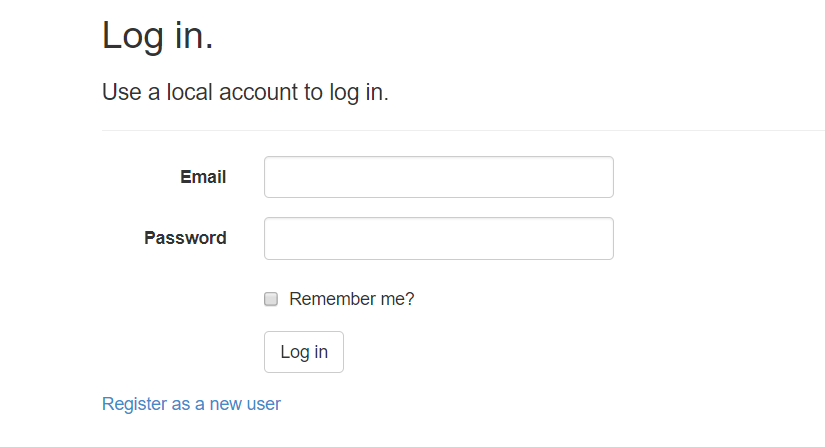 Log in.
Use a local account to log in.
Email
Password
Remember me?
Log in
Register as a new user